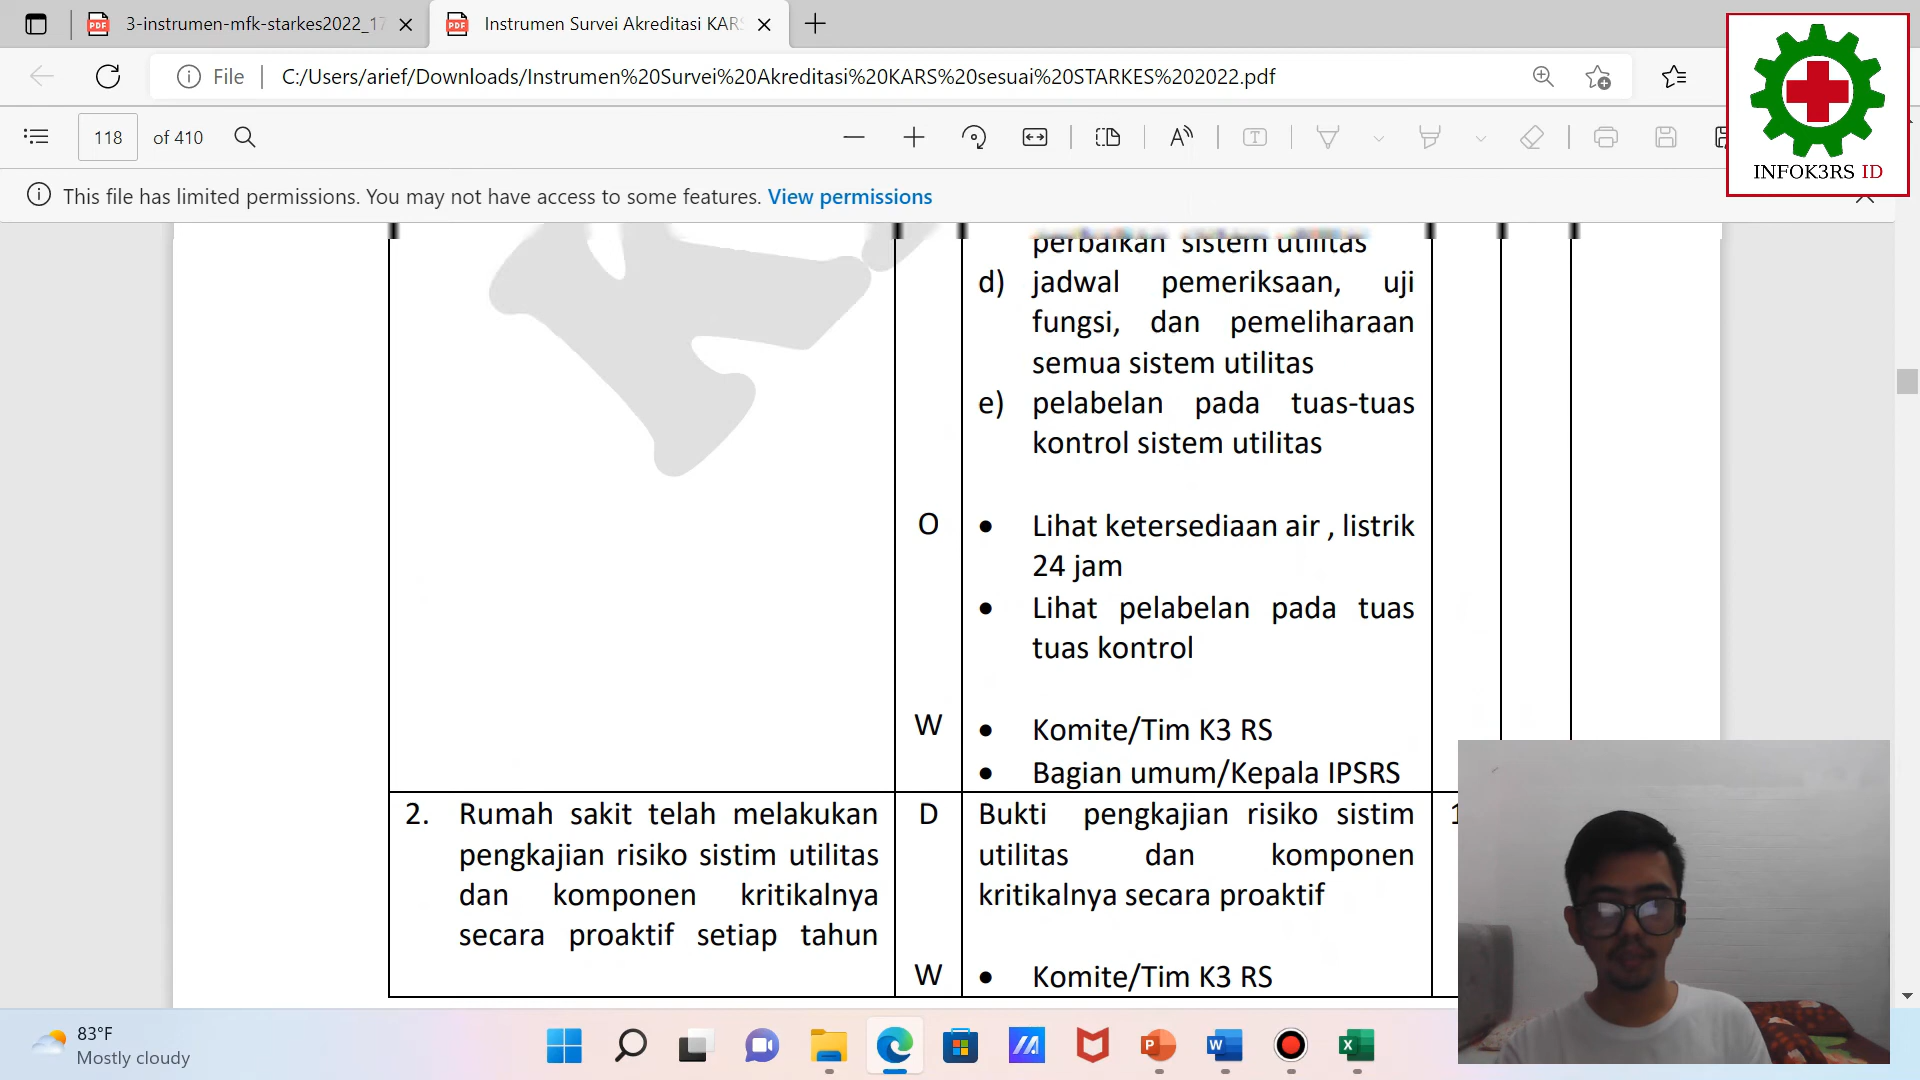 3-instrumen-mfk-starkes2022_17
Instrumen Survei Akreditasi KARS
File
C:/Users/arief/Downloads/Instrumen%20Survei%20Akreditasi%20KARS%20sesuai%20STARKES%202022.pdf
INFOK3RS ID
118 of 410
This file has limited permissions. You may not have access to some features. View permissions
perbaikan sistem utilitas
d) jadwal pemeriksaan, uji
fungsi, dan pemeliharaan
semua sistem utilitas
e) pelabelan pada tuas-tuas
kontrol sistem utilitas
O • Lihat ketersediaan air , listrik
24 jam
• Lihat pelabelan pada tuas
tuas kontrol
W • Komite/Tim K3 RS
• Bagian umum/Kepala IPSRS
2. Rumah sakit telah melakukan D Bukti pengkajian risiko sistim
pengkajian risiko sistim utilitas utilitas dan komponen
dan komponen kritikalnya kritikalnya secara proaktif
secara proaktif setiap tahun
W • Komite/Tim K3 RS
83°F
Mostly cloudy